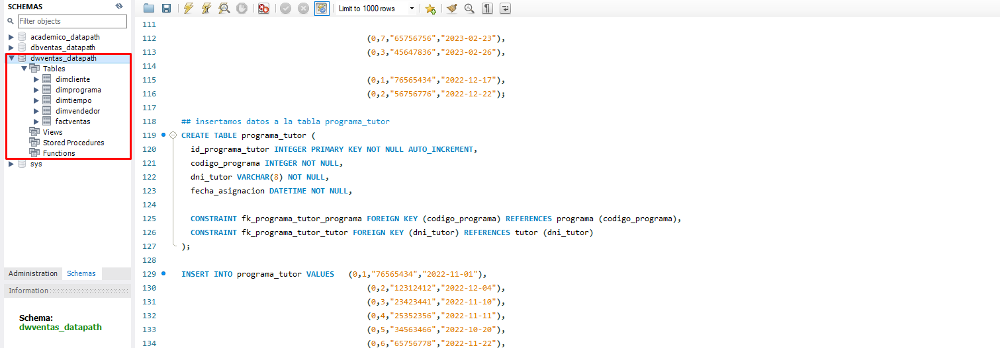 SCHEMAS
Filter objects
academico_datapath
dbventas_datapath
dwventas_datapath
Tables
dimcliente
dimprograma
dimtiempo
dimvendedor
factventas
Views
Stored Procedures
Functions
sys
Administration Schemas
Information
Schema:
dwventas_datapath
Limit to 1000 rows
111
112 (0,7,"65756756","2023-02-23"),
113 (0,3,"45647836","2023-02-26"),
114
115 (0,1,"76565434","2022-12-17"),
116 (0,2,"56756776","2022-12-22");
117
118 ## insertamos datos a la tabla programa_tutor
119 CREATE TABLE programa_tutor (
120 id_programa_tutor INTEGER PRIMARY KEY NOT NULL AUTO_INCREMENT,
121 codigo_programa INTEGER NOT NULL,
122 dni_tutor VARCHAR(8) NOT NULL,
123 fecha_asignacion DATETIME NOT NULL,
124
125 CONSTRAINT fk_programa_tutor_programa FOREIGN KEY (codigo_programa) REFERENCES programa (codigo_programa),
126 CONSTRAINT fk_programa_tutor_tutor FOREIGN KEY (dni_tutor) REFERENCES tutor (dni_tutor)
127 );
128
129 INSERT INTO programa_tutor VALUES (0,1,"76565434","2022-11-01"),
130 (0,2,"12312412","2022-12-04"),
131 (0,3,"23423441","2022-11-10"),
132 (0,4,"25352356","2022-11-11"),
133 (0,5,"34563466","2022-10-20"),
134 (0,6,"65756778","2022-11-22"),